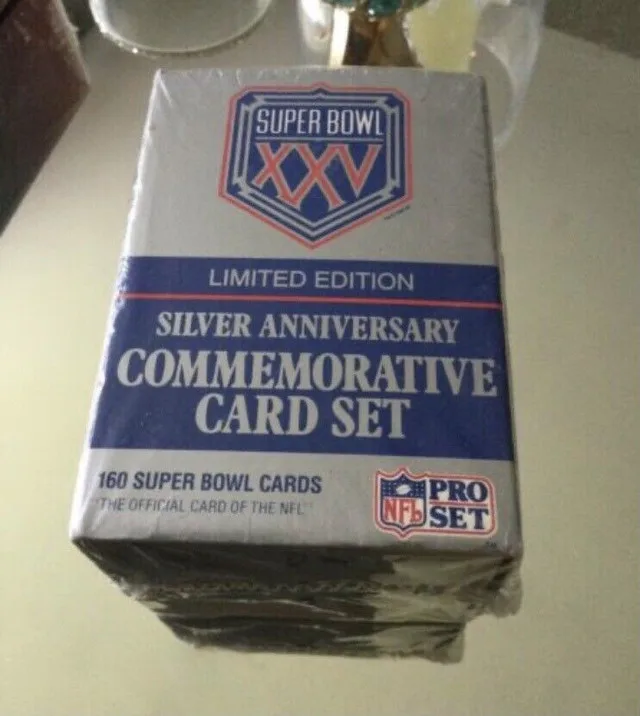 SUPER BOWL
XXV
LIMITED EDITION
SILVER ANNIVERSARY
COMMEMORATIVE
CARD SET
160 SUPER BOWL CARDS
"THE OFFICIAL CARD OF THE NFL"
NFL PRO
SET